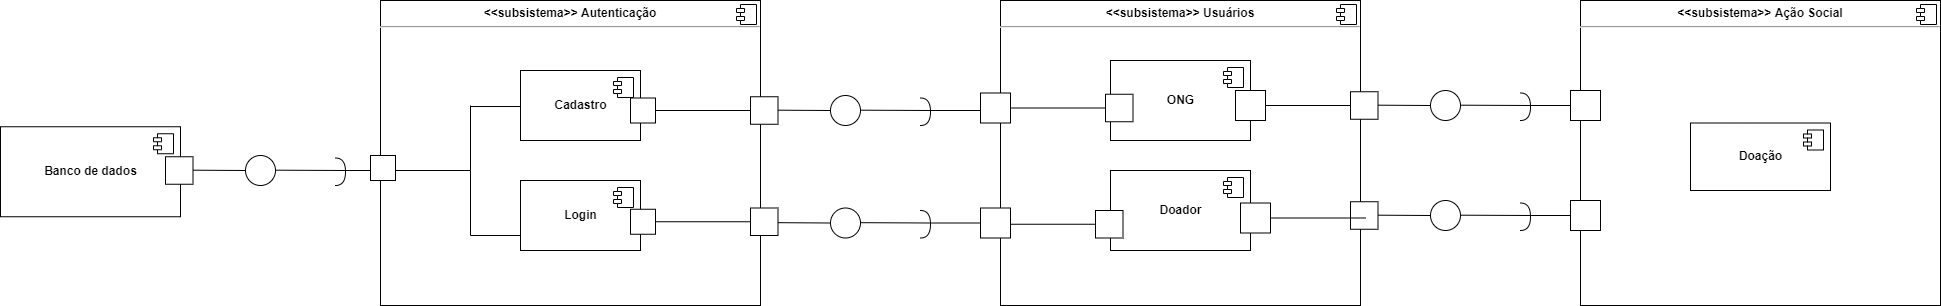 <<subsistema>> Autenticação
<<subsistema>> Usuários
<<subsistema>> Ação Social
Cadastro
ONG
Banco de dados
Doação
Login
Doador